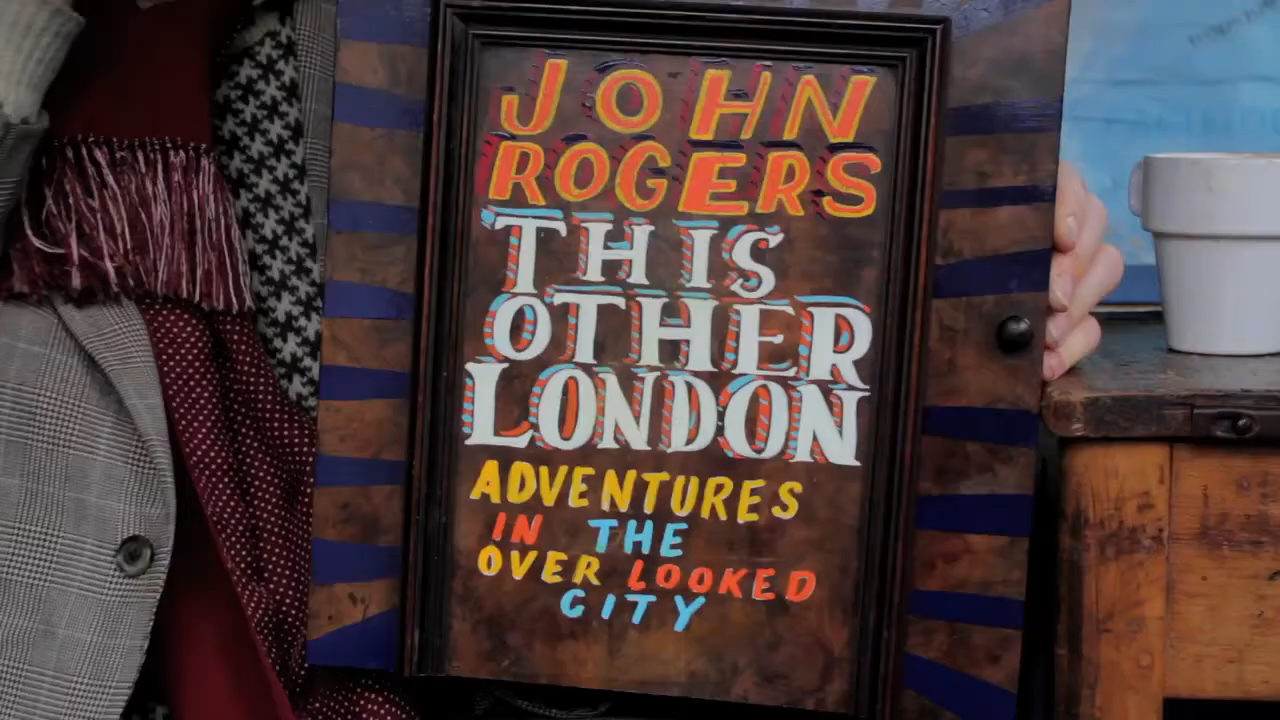 JOHN
ROGERS
THIS
OTHER
LONDON
ADVENTURES
IN THE
OVER LOOKED
CITY